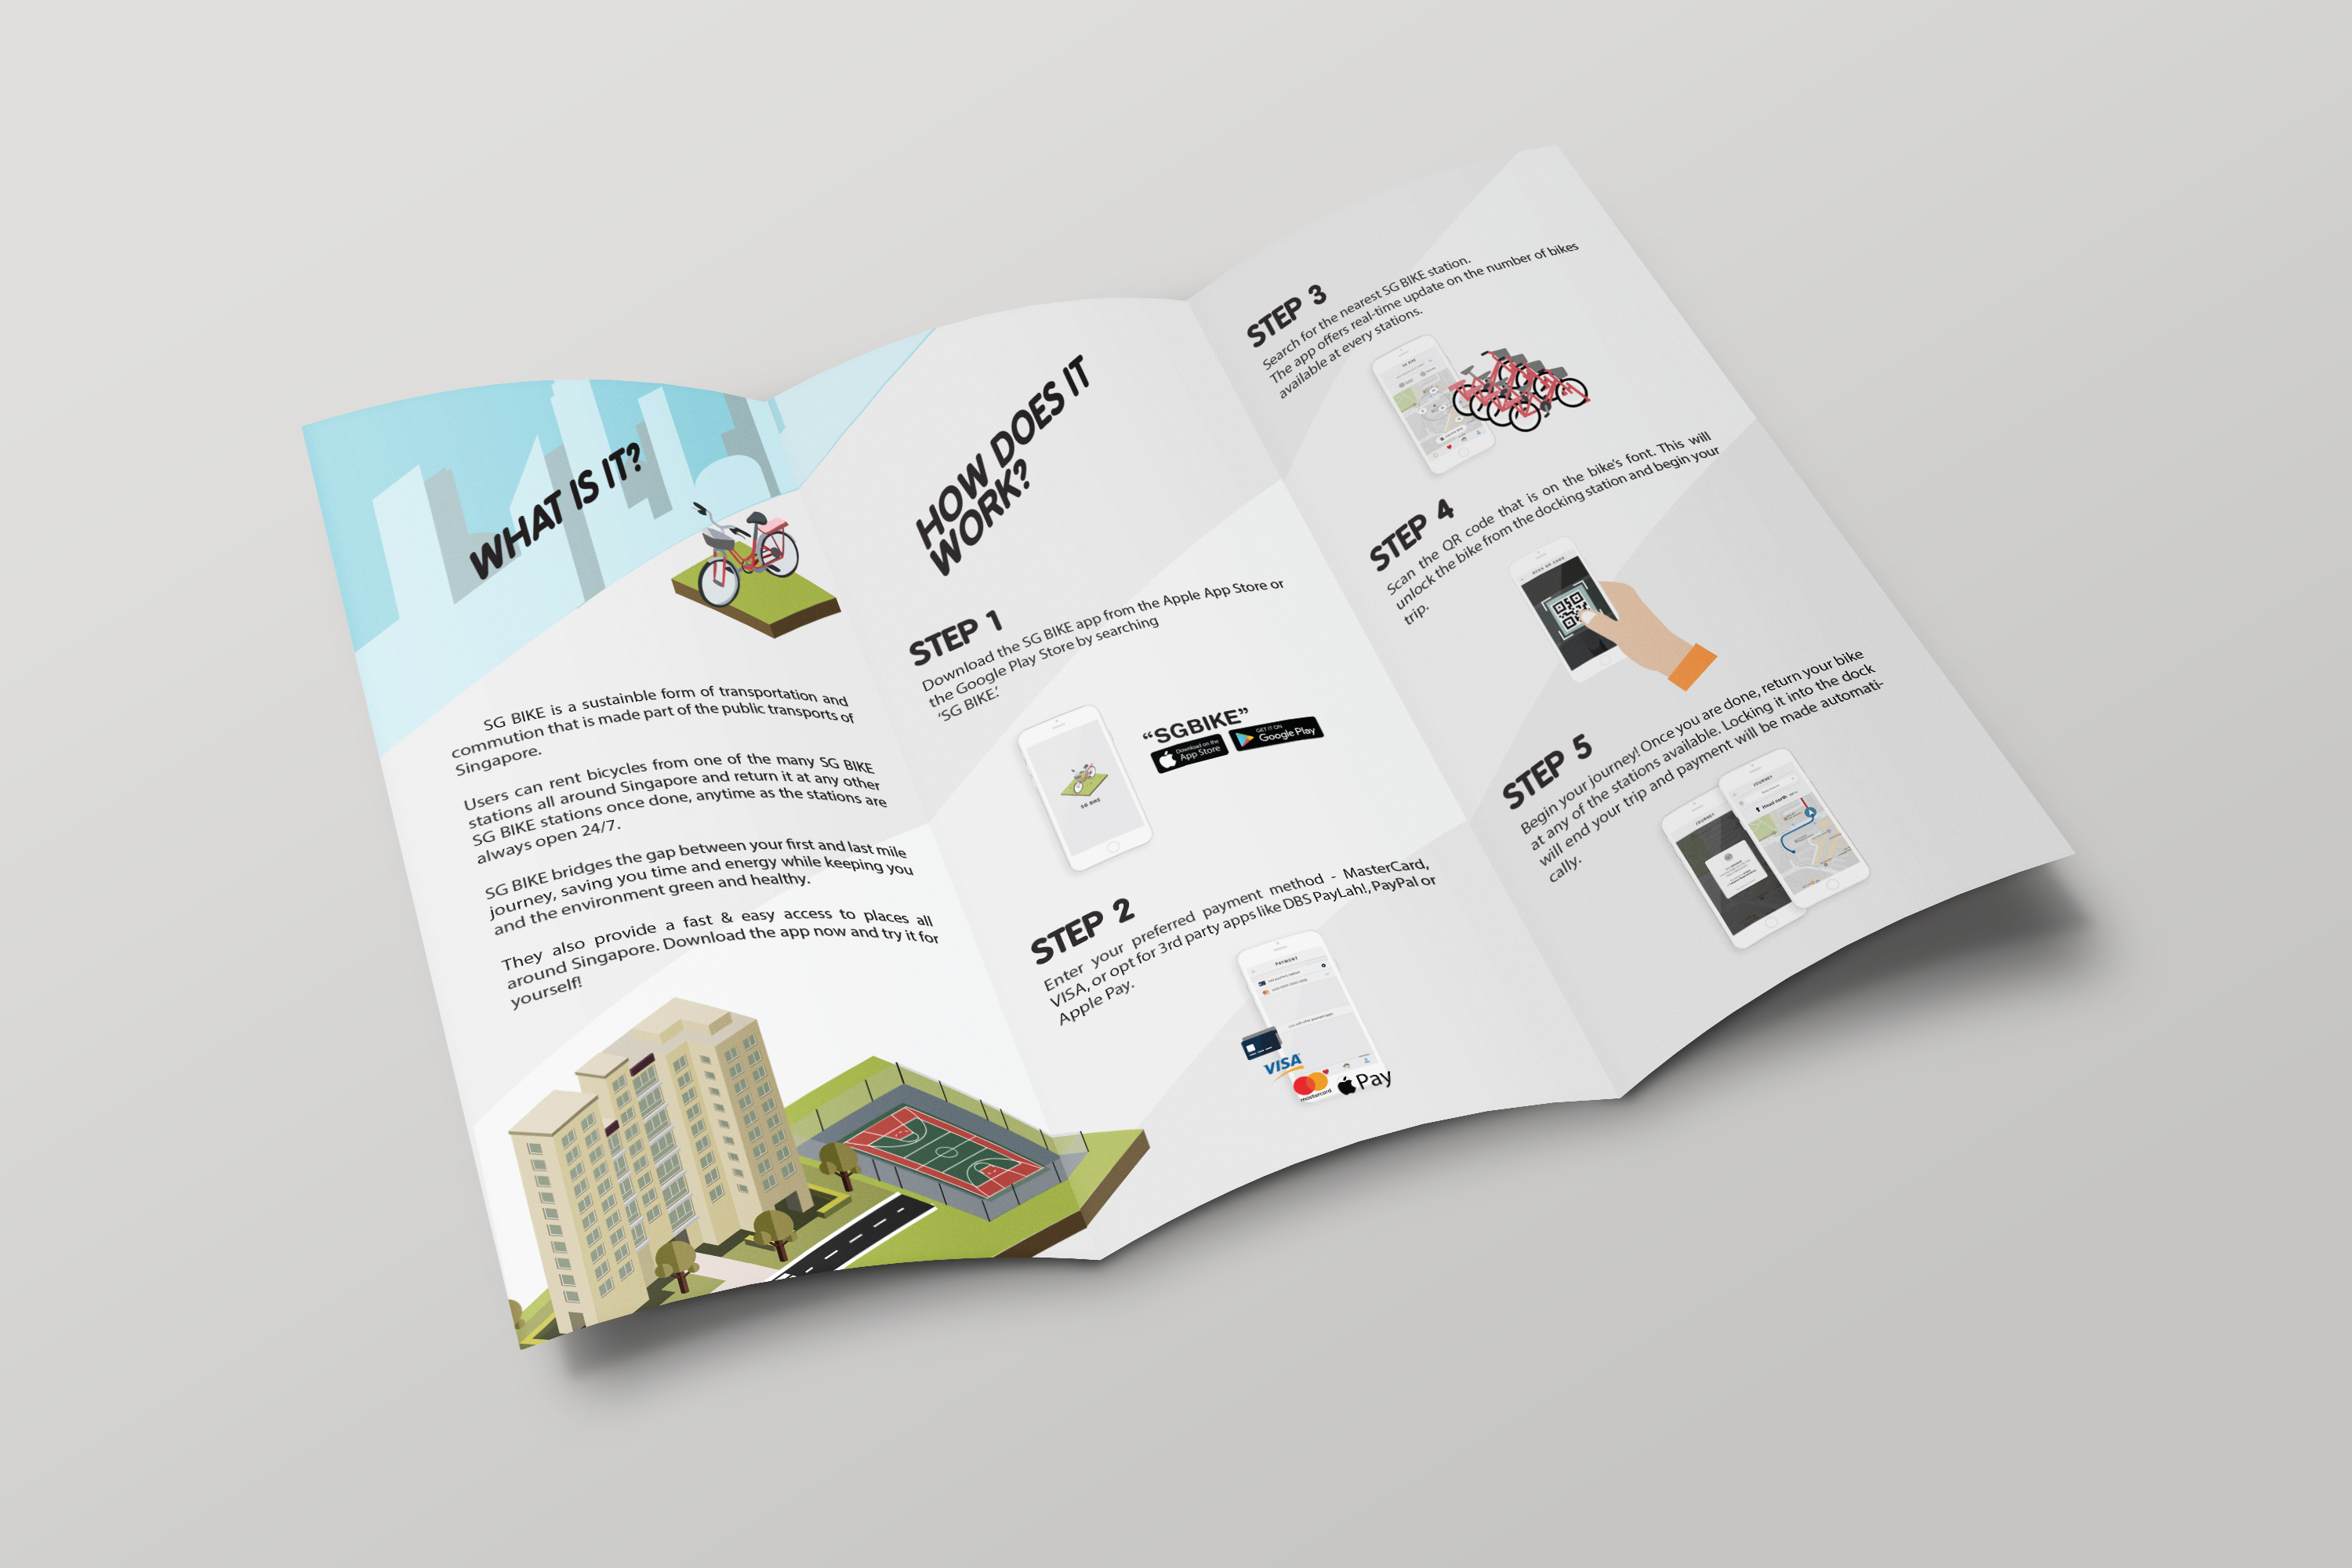 WHAT IS IT?
SG BIKE is a sustainble form of transportation and
commution that is made part of the public transports of
Singapore.
Users can rent bicycles from one of the many SG BIKE
stations all around Singapore and return it at any other
SG BIKE stations once done, anytime as the stations are
always open 24/7.
SG BIKE bridges the gap between your first and last mile
journey, saving you time and energy while keeping you
and the environment green and healthy.
They also provide a fast & easy access to places all
around Singapore. Download the app now and try it for
yourself!
HOW DOES IT
WORK?
STEP 1
Download the SG BIKE app from the Apple App Store or
the Google Play Store by searching
‘SG BIKE.’
SG BIKE
“SGBIKE”
Download on the
App Store
GET IT ON
Google Play
STEP 2
Enter your preferred payment method - MasterCard,
VISA, or opt for 3rd party apps like DBS PayLah!, PayPal or
Apple Pay.
PAYMENT
VISA
mastercard
Pay
STEP 3
Search for the nearest SG BIKE station.
The app offers real-time update on the number of bikes
available at every stations.
SG BIKE
STEP 4
Scan the QR code that is on the bike's font. This will
unlock the bike from the docking station and begin your
trip.
SCAN QR CODE
STEP 5
Begin your journey! Once you are done, return your bike
at any of the stations available. Locking it into the dock
will end your trip and payment will be made automati-
cally.
JOURNEY
JOURNEY
Head north